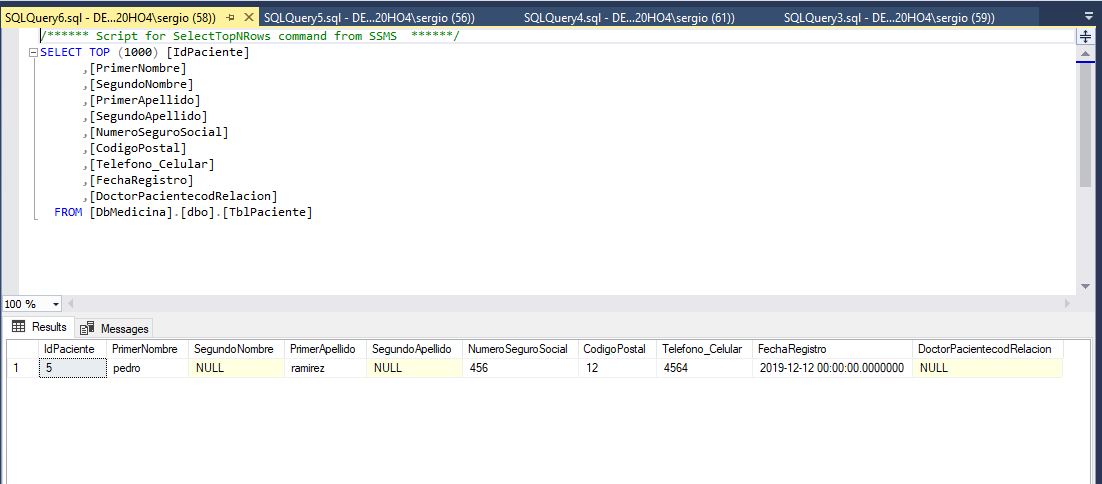 SQLQuery6.sql - DE...20HO4\sergio (58)) SQLQuery5.sql - DE...20HO4\sergio (56)) SQLQuery4.sql - DE...20HO4\sergio (61)) SQLQuery3.sql - DE...20HO4\sergio (59))
/****** Script for SelectTopNRows command from SSMS  ******/
SELECT TOP (1000) [IdPaciente]
,[PrimerNombre]
,[SegundoNombre]
,[PrimerApellido]
,[SegundoApellido]
,[NumeroSeguroSocial]
,[CodigoPostal]
,[Telefono_Celular]
,[FechaRegistro]
,[DoctorPacientecodRelacion]
FROM [DbMedicina].[dbo].[TblPaciente]
100 %
Results Messages
IdPaciente PrimerNombre SegundoNombre PrimerApellido SegundoApellido NumeroSeguroSocial CodigoPostal Telefono_Celular FechaRegistro DoctorPacientecodRelacion
1 5 pedro NULL ramirez NULL 456 12 4564 2019-12-12 00:00:00.0000000 NULL